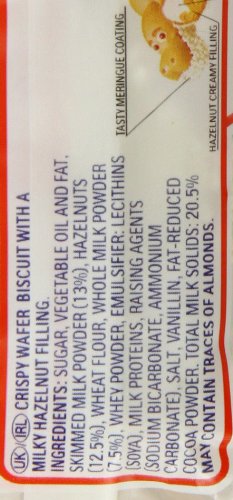 TASTY MERINGUE COATING
HAZELNUT CREAMY FILLING
UK IRL CRISPY WAFER BISCUIT WITH A
MILKY HAZELNUT FILLING.
INGREDIENTS: SUGAR, VEGETABLE OIL AND FAT,
SKIMMED MILK POWDER (13%), HAZELNUTS
(12.5%), WHEAT FLOUR, WHOLE MILK POWDER
(7.5%), WHEY POWDER, EMULSIFIER: LECITHINS
(SOYA), MILK PROTEINS, RAISING AGENTS
(SODIUM BICARBONATE, AMMONIUM
CARBONATE), SALT, VANILLIN, FAT-REDUCED
COCOA POWDER, TOTAL MILK SOLIDS: 20.5%
MAY CONTAIN TRACES OF ALMONDS.